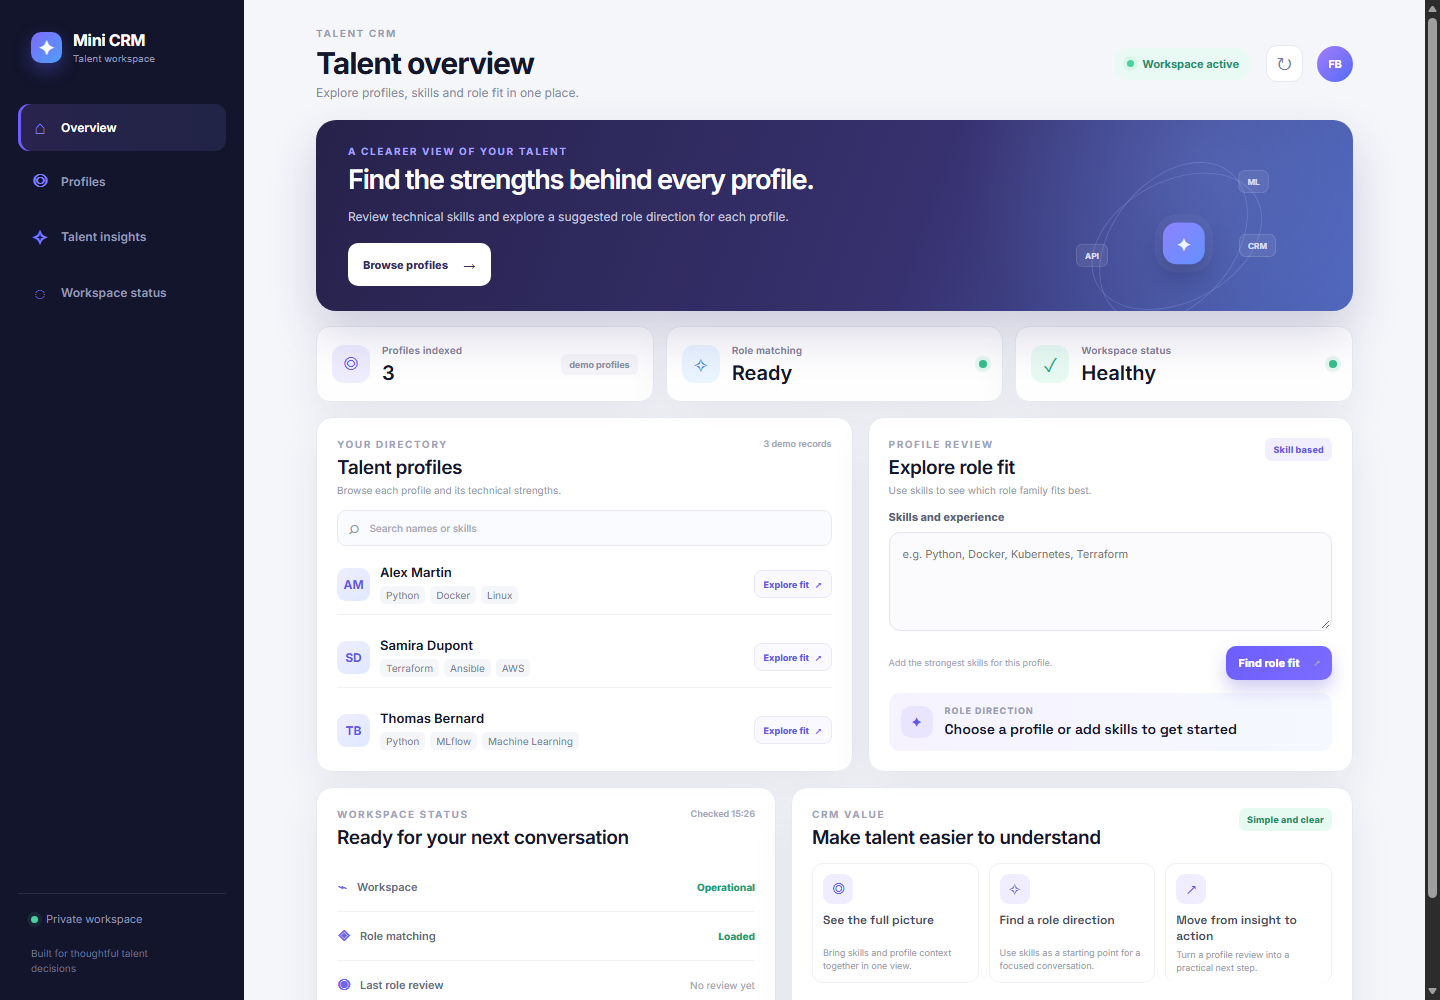 Mini CRM
Talent workspace
Overview
Profiles
Talent insights
Workspace status
Private workspace
Built for thoughtful talent
decisions
TALENT CRM
Talent overview
Explore profiles, skills and role fit in one place.
Workspace active
FB
A CLEARER VIEW OF YOUR TALENT
Find the strengths behind every profile.
Review technical skills and explore a suggested role direction for each profile.
Browse profiles →
ML
API
CRM
Profiles indexed
3
demo profiles
Role matching
Ready
Workspace status
Healthy
YOUR DIRECTORY
3 demo records
Talent profiles
Browse each profile and its technical strengths.
Search names or skills
AM
Alex Martin
Python Docker Linux
Explore fit ↗
SD
Samira Dupont
Terraform Ansible AWS
Explore fit ↗
TB
Thomas Bernard
Python MLflow Machine Learning
Explore fit ↗
PROFILE REVIEW
Skill based
Explore role fit
Use skills to see which role family fits best.
Skills and experience
e.g. Python, Docker, Kubernetes, Terraform
Add the strongest skills for this profile.
Find role fit ↗
ROLE DIRECTION
Choose a profile or add skills to get started
WORKSPACE STATUS
Checked 15:26
Ready for your next conversation
Workspace
Operational
Role matching
Loaded
Last role review
No review yet
CRM VALUE
Simple and clear
Make talent easier to understand
See the full picture
Bring skills and profile context
together in one view.
Find a role direction
Use skills as a starting point for a
focused conversation.
Move from insight to
action
Turn a profile review into a
practical next step.